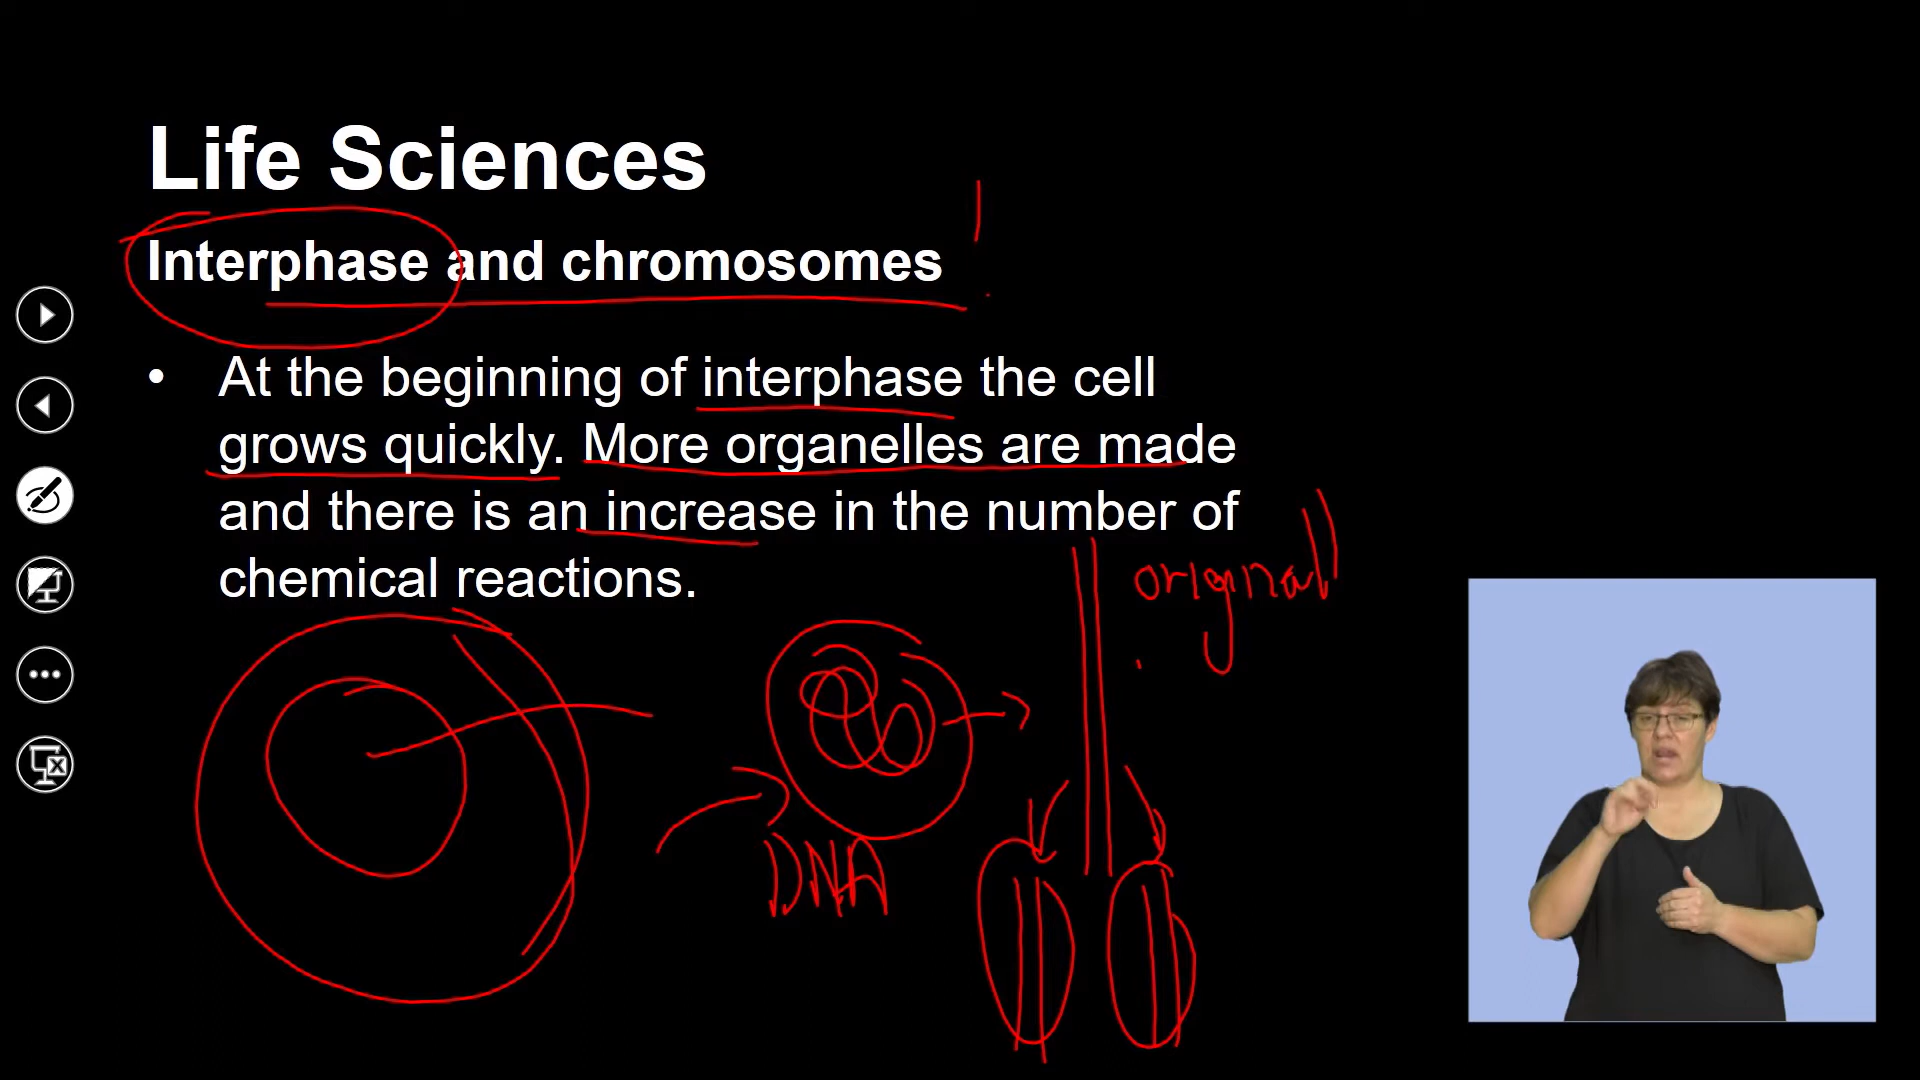 Life Sciences
Interphase and chromosomes
• At the beginning of interphase the cell
grows quickly. More organelles are made
and there is an increase in the number of
chemical reactions.
original
DNA